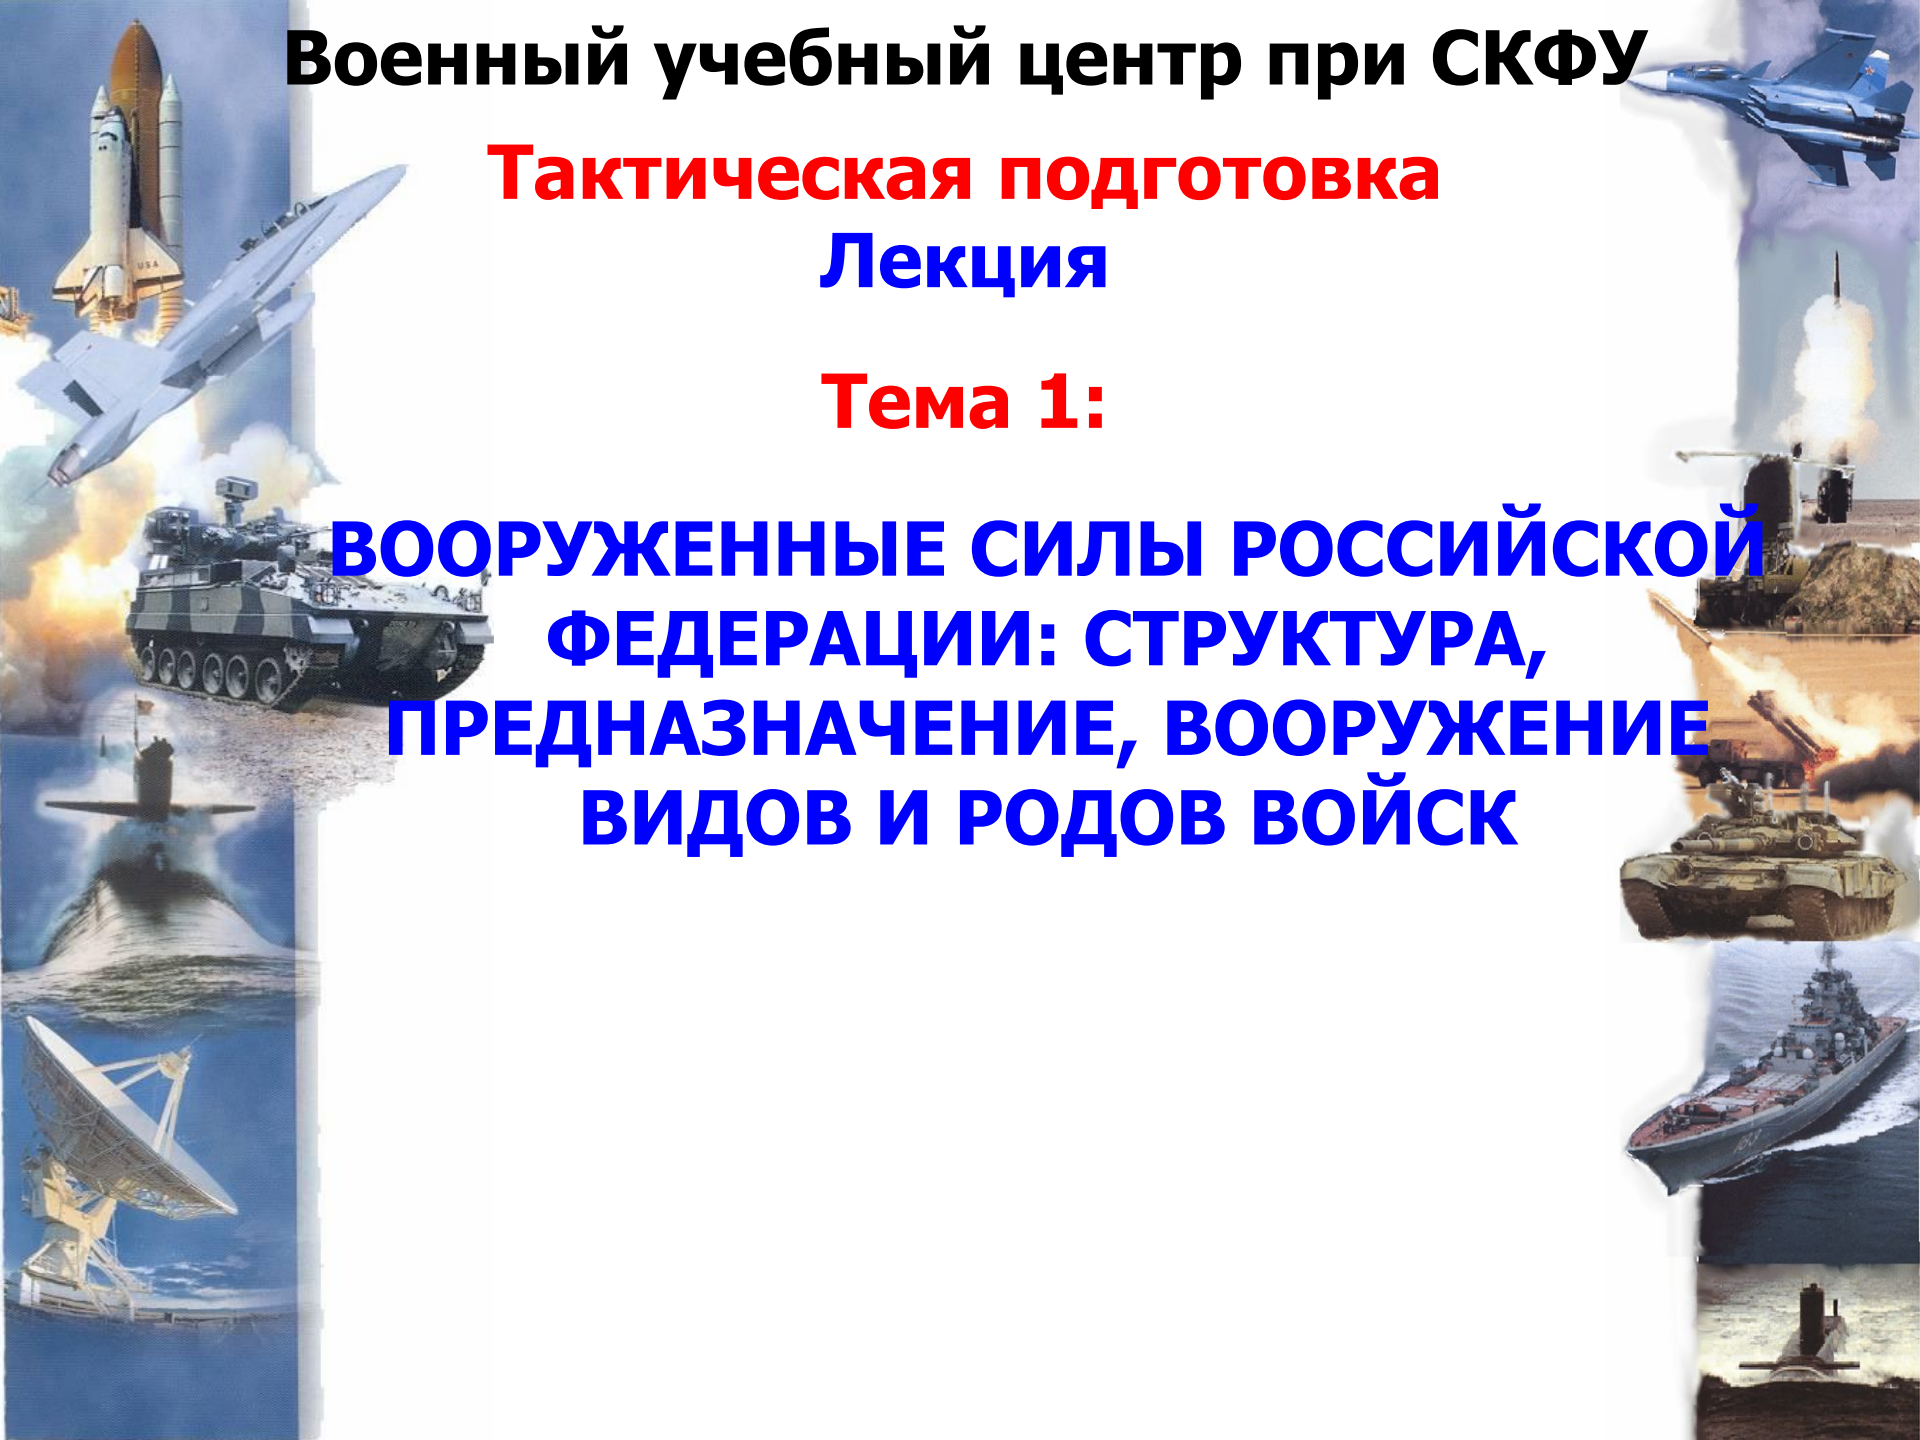 Военный учебный центр при СКФУ
Тактическая подготовка
Лекция
Тема 1:
ВООРУЖЕННЫЕ СИЛЫ РОССИЙСКОЙ
ФЕДЕРАЦИИ: СТРУКТУРА,
ПРЕДНАЗНАЧЕНИЕ, ВООРУЖЕНИЕ
ВИДОВ И РОДОВ ВОЙСК
USA